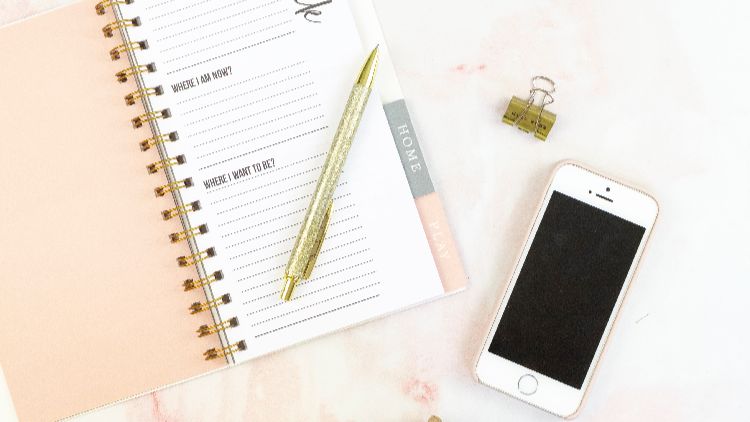 WHERE I AM NOW?
WHERE I WANT TO BE?
HOME
PLAY